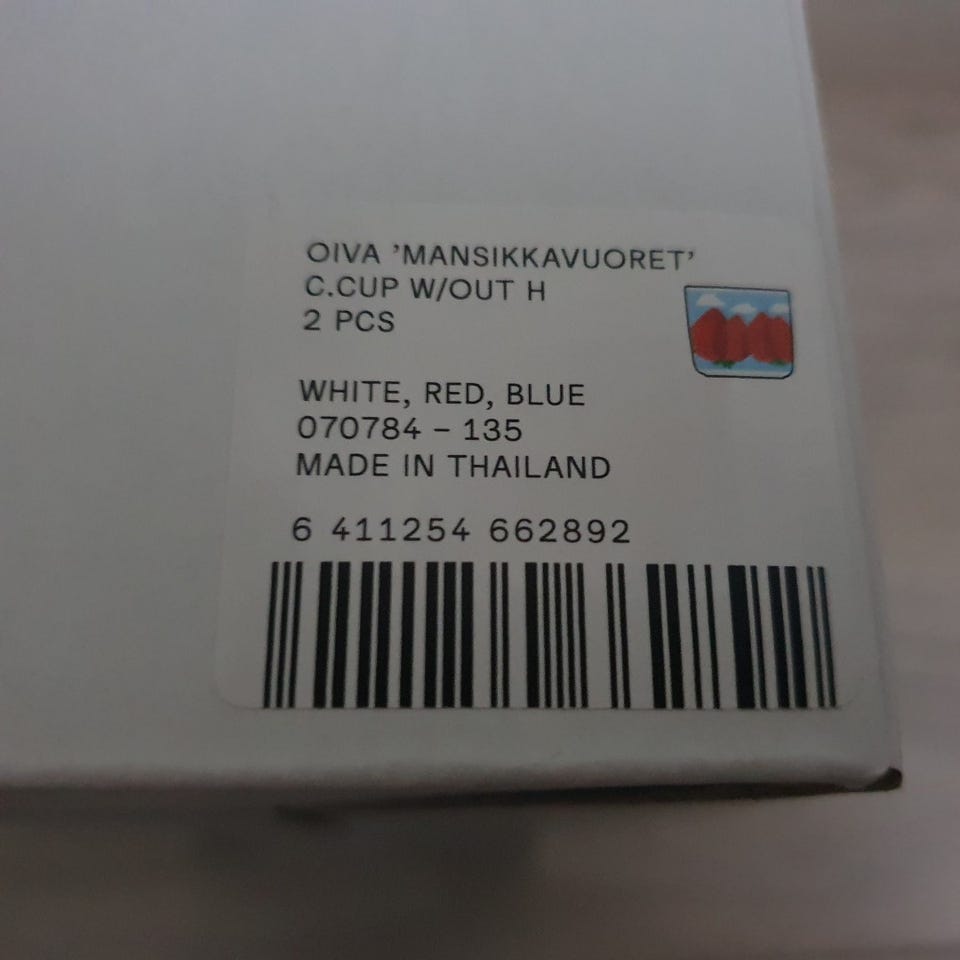 OIVA ’MANSIKKAVUORET’
C.CUP W/OUT H
2 PCS
WHITE, RED, BLUE
070784 – 135
MADE IN THAILAND
6 411254 662892